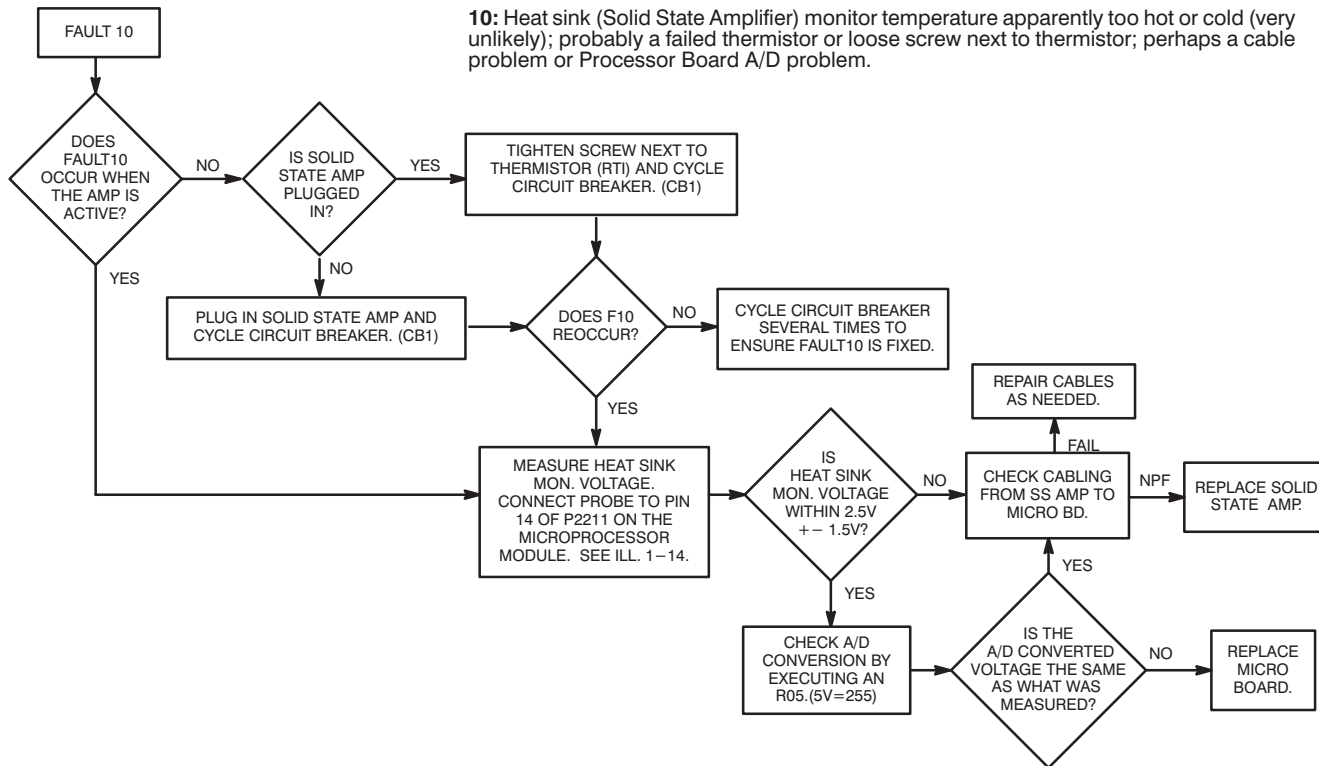 10: Heat sink (Solid State Amplifier) monitor temperature apparently too hot or cold (very
unlikely); probably a failed thermistor or loose screw next to thermistor; perhaps a cable
problem or Processor Board A/D problem.
FAULT 10
DOES
FAULT10
OCCUR WHEN
THE AMP IS
ACTIVE?
NO
YES
IS SOLID
STATE AMP
PLUGGED
IN?
YES
NO
TIGHTEN SCREW NEXT TO
THERMISTOR (RTI) AND CYCLE
CIRCUIT BREAKER. (CB1)
PLUG IN SOLID STATE AMP AND
CYCLE CIRCUIT BREAKER. (CB1)
DOES F10
REOCCUR?
NO
YES
CYCLE CIRCUIT BREAKER
SEVERAL TIMES TO
ENSURE FAULT10 IS FIXED.
MEASURE HEAT SINK
MON. VOLTAGE.
CONNECT PROBE TO PIN
14 OF P2211 ON THE
MICROPROCESSOR
MODULE. SEE ILL. 1−14.
IS
HEAT SINK
MON. VOLTAGE
WITHIN 2.5V
+− 1.5V?
NO
YES
REPAIR CABLES
AS NEEDED.
FAIL
CHECK CABLING
FROM SS AMP TO
MICRO BD.
NPF
REPLACE SOLID
STATE AMP.
YES
CHECK A/D
CONVERSION BY
EXECUTING AN
R05.(5V=255)
IS THE
A/D CONVERTED
VOLTAGE THE SAME
AS WHAT WAS
MEASURED?
NO
REPLACE
MICRO
BOARD.